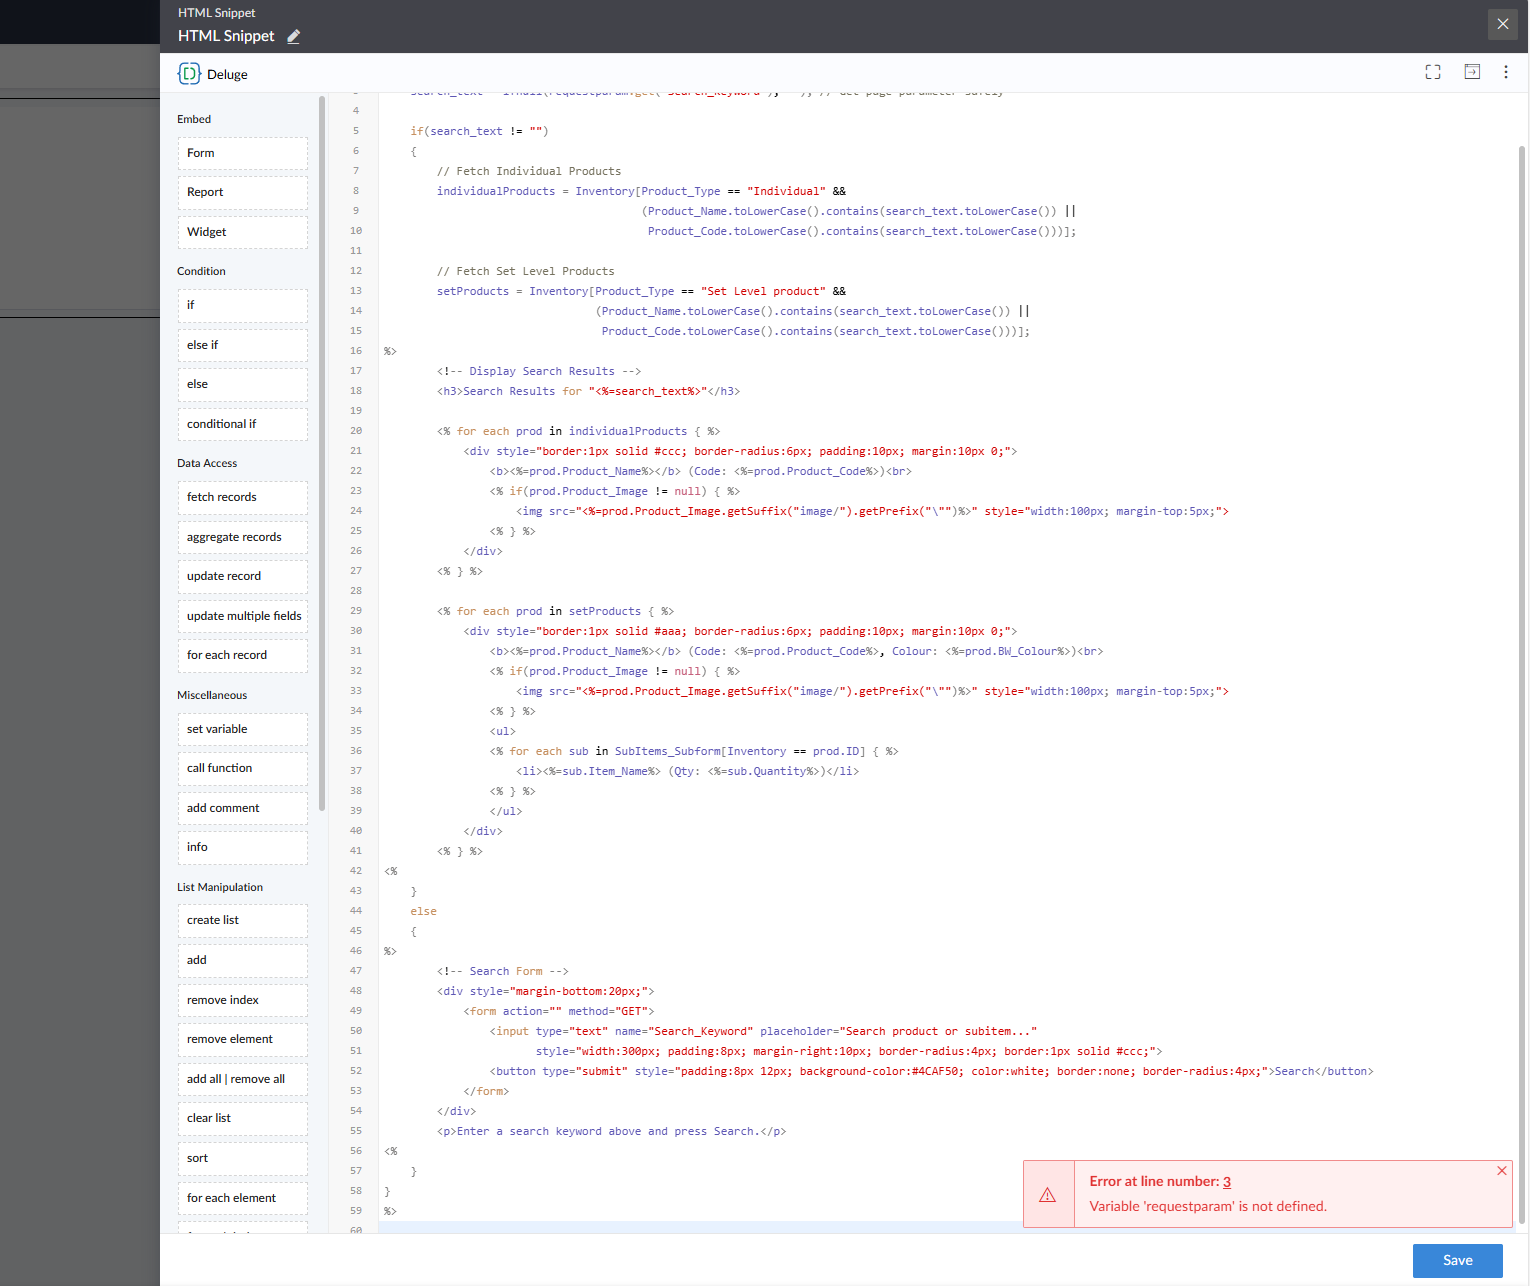 HTML Snippet
HTML Snippet
Deluge
Embed
Form
Report
Widget
Condition
if
else if
else
conditional if
Data Access
fetch records
aggregate records
update record
update multiple fields
for each record
Miscellaneous
set variable
call function
add comment
info
List Manipulation
create list
add
remove index
remove element
add all | remove all
clear list
sort
for each element
4
5 if(search_text != "")
6 {
7 // Fetch Individual Products
8 individualProducts = Inventory[Product_Type == "Individual" &&
9 (Product_Name.toLowerCase().contains(search_text.toLowerCase()) ||
10 Product_Code.toLowerCase().contains(search_text.toLowerCase()))];
11
12 // Fetch Set Level Products
13 setProducts = Inventory[Product_Type == "Set Level product" &&
14 (Product_Name.toLowerCase().contains(search_text.toLowerCase()) ||
15 Product_Code.toLowerCase().contains(search_text.toLowerCase()))];
16 %>
17 <!-- Display Search Results -->
18 <h3>Search Results for "<%=search_text%>"</h3>
19
20 <% for each prod in individualProducts { %>
21 <div style="border:1px solid #ccc; border-radius:6px; padding:10px; margin:10px 0;">
22 <b><%=prod.Product_Name%></b> (Code: <%=prod.Product_Code%>)<br>
23 <% if(prod.Product_Image != null) { %>
24 <img src="<%=prod.Product_Image.getSuffix("image/").getPrefix("\"")%>" style="width:100px; margin-top:5px;">
25 <% } %>
26 </div>
27 <% } %>
28
29 <% for each prod in setProducts { %>
30 <div style="border:1px solid #aaa; border-radius:6px; padding:10px; margin:10px 0;">
31 <b><%=prod.Product_Name%></b> (Code: <%=prod.Product_Code%>, Colour: <%=prod.BW_Colour%>)<br>
32 <% if(prod.Product_Image != null) { %>
33 <img src="<%=prod.Product_Image.getSuffix("image/").getPrefix("\"")%>" style="width:100px; margin-top:5px;">
34 <% } %>
35 <ul>
36 <% for each sub in SubItems_Subform[Inventory == prod.ID] { %>
37 <li><%=sub.Item_Name%> (Qty: <%=sub.Quantity%>)</li>
38 <% } %>
39 </ul>
40 </div>
41 <% } %>
42 <%
43 }
44 else
45 {
46 %>
47 <!-- Search Form -->
48 <div style="margin-bottom:20px;">
49 <form action="" method="GET">
50 <input type="text" name="Search_Keyword" placeholder="Search product or subitem..."
51 style="width:300px; padding:8px; margin-right:10px; border-radius:4px; border:1px solid #ccc;">
52 <button type="submit" style="padding:8px 12px; background-color:#4CAF50; color:white; border:none; border-radius:4px;">Search</button>
53 </form>
54 </div>
55 <p>Enter a search keyword above and press Search.</p>
56 <%
57 }
58 }
59 %>
60
Error at line number: 3
Variable 'requestparam' is not defined.
Save